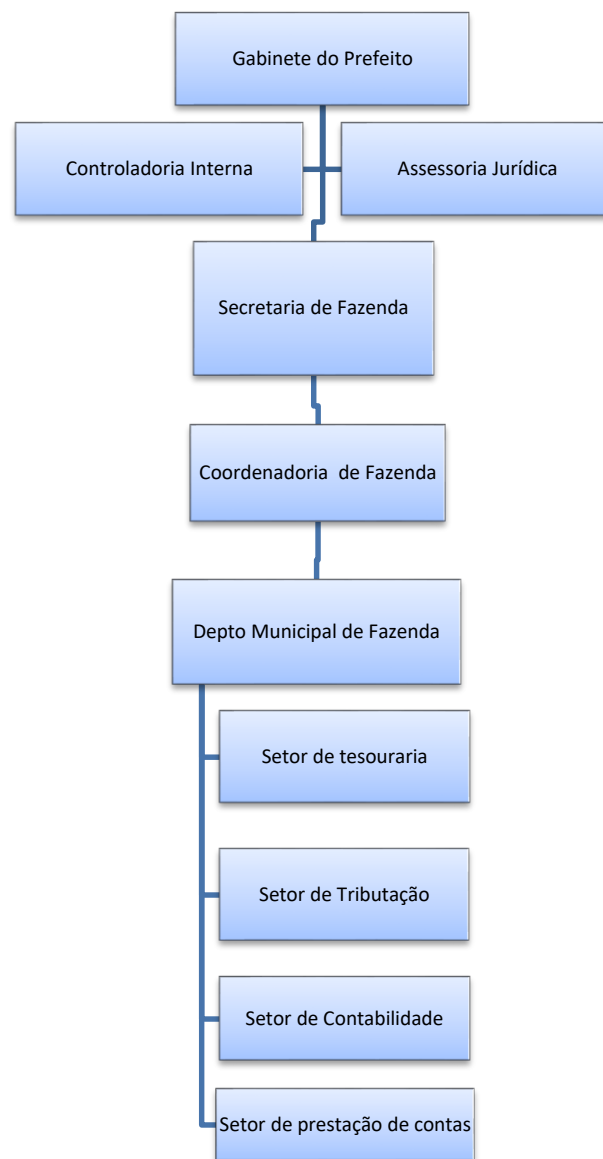 Gabinete do Prefeito
Controladoria Interna
Assessoria Jurídica
Secretaria de Fazenda
Coordenadoria  de Fazenda
Depto Municipal de Fazenda
Setor de tesouraria
Setor de Tributação
Setor de Contabilidade
Setor de prestação de contas